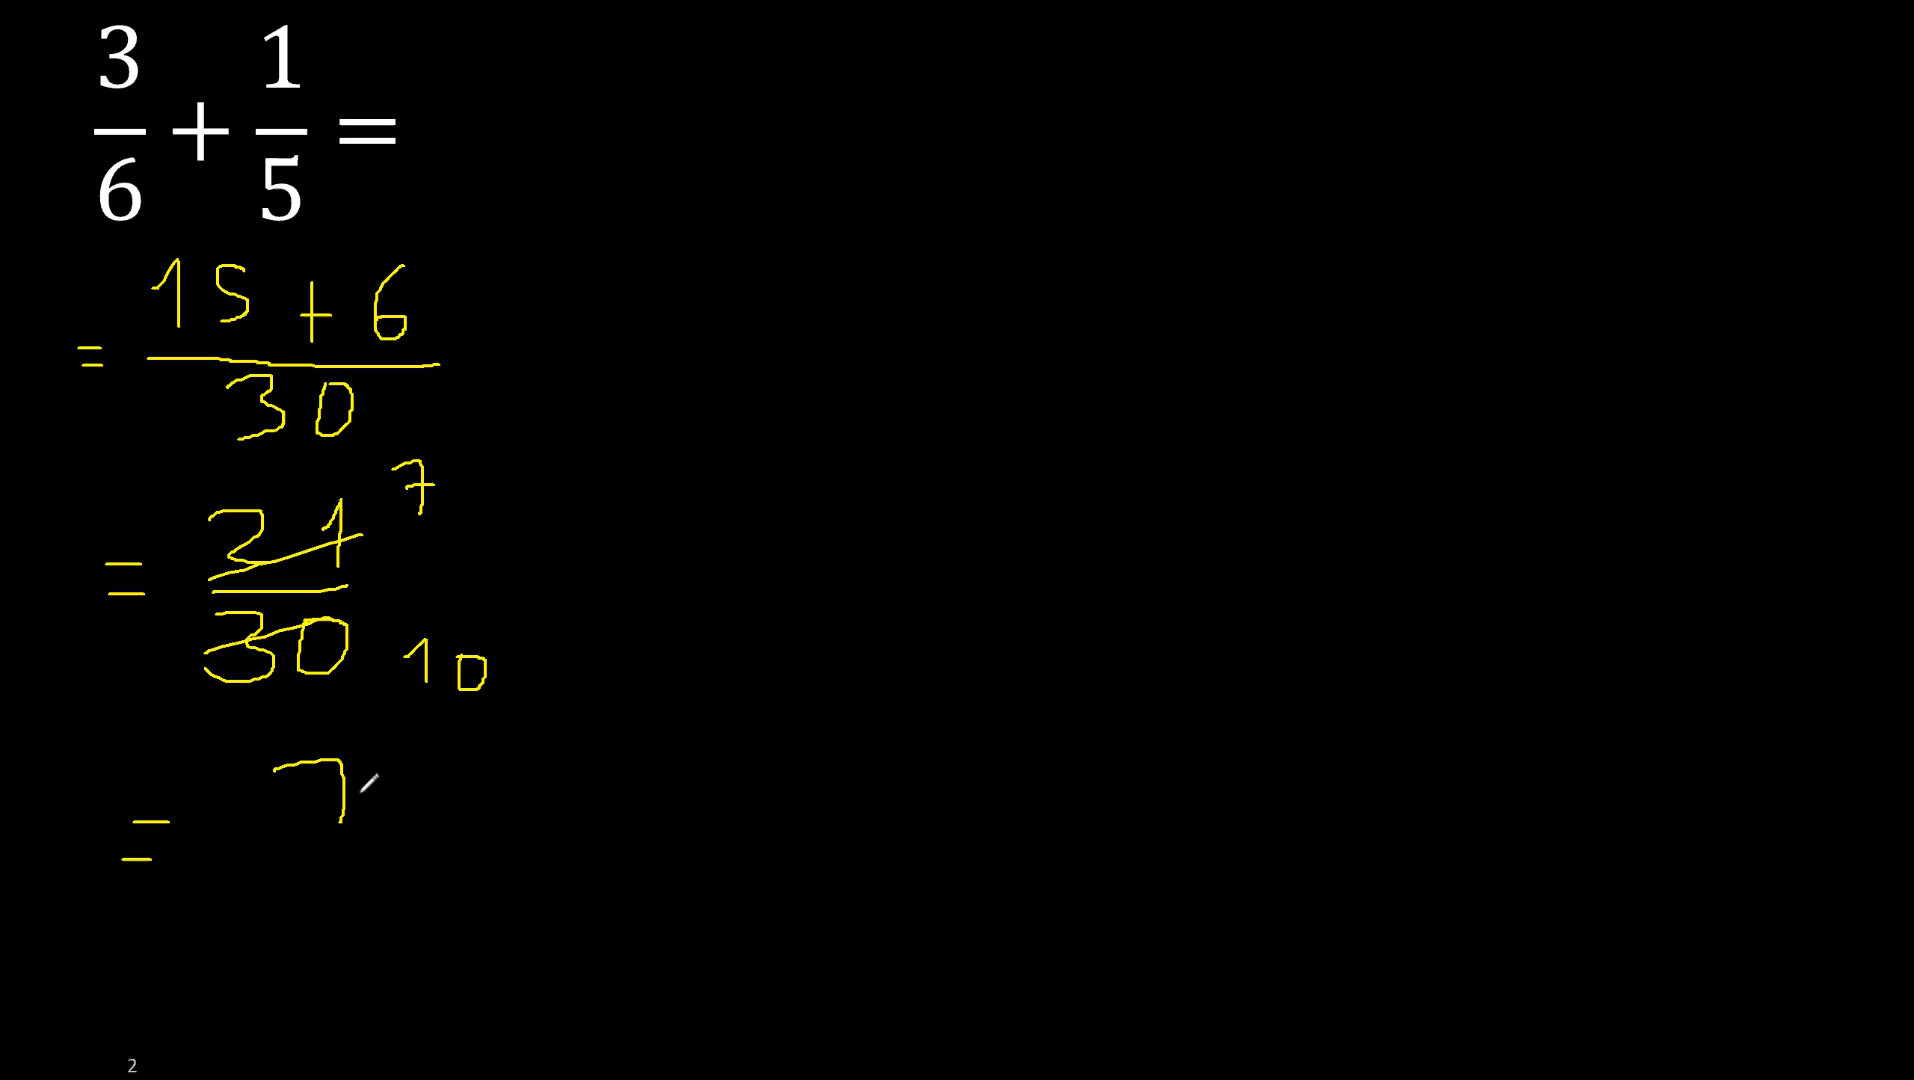 3/6 + 1/5 =
= 15 + 6 / 30
= 21/30 7 10
= 7
2